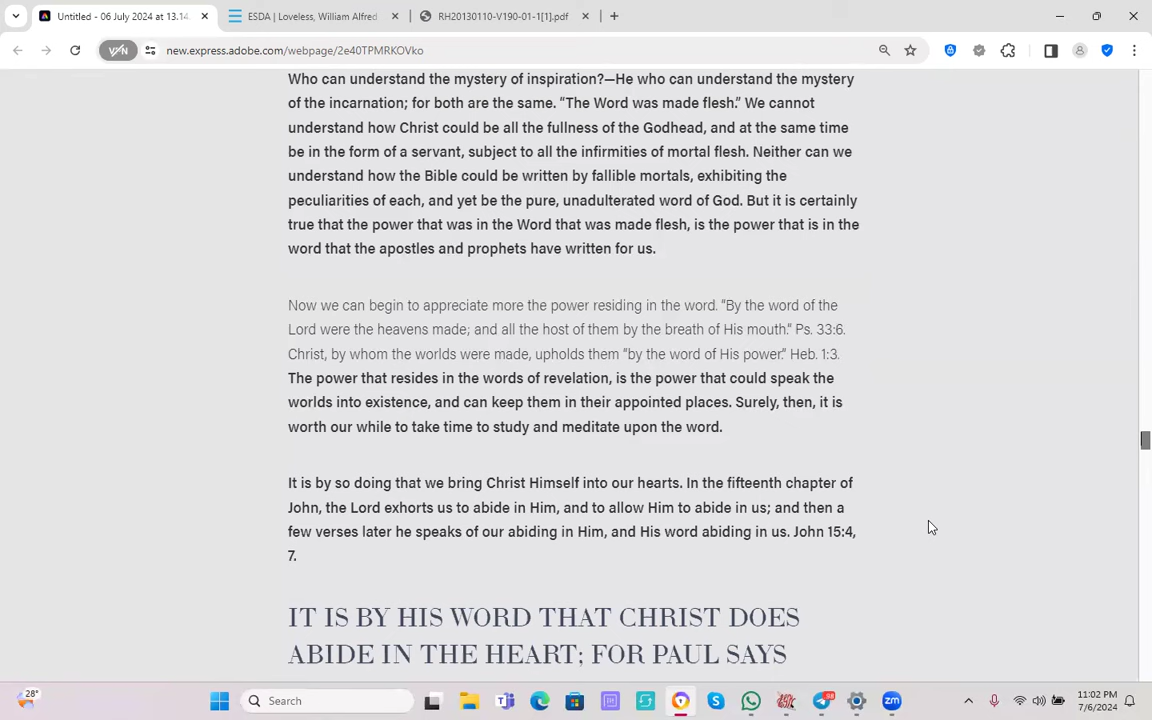 Untitled - 06 July 2024 at 13.14.
ESDA | Loveless, William Alfred
RH20130110-V190-01-1[1].pdf
VPN
new.express.adobe.com/webpage/2e40TPMRKOVko
Who can understand the mystery of inspiration?—He who can understand the mystery
of the incarnation; for both are the same. “The Word was made flesh.” We cannot
understand how Christ could be all the fullness of the Godhead, and at the same time
be in the form of a servant, subject to all the infirmities of mortal flesh. Neither can we
understand how the Bible could be written by fallible mortals, exhibiting the
peculiarities of each, and yet be the pure, unadulterated word of God. But it is certainly
true that the power that was in the Word that was made flesh, is the power that is in the
word that the apostles and prophets have written for us.
Now we can begin to appreciate more the power residing in the word. “By the word of the
Lord were the heavens made; and all the host of them by the breath of His mouth.” Ps. 33:6.
Christ, by whom the worlds were made, upholds them “by the word of His power.” Heb. 1:3.
The power that resides in the words of revelation, is the power that could speak the
worlds into existence, and can keep them in their appointed places. Surely, then, it is
worth our while to take time to study and meditate upon the word.
It is by so doing that we bring Christ Himself into our hearts. In the fifteenth chapter of
John, the Lord exhorts us to abide in Him, and to allow Him to abide in us; and then a
few verses later he speaks of our abiding in Him, and His word abiding in us. John 15:4,
7.
IT IS BY HIS WORD THAT CHRIST DOES
ABIDE IN THE HEART; FOR PAUL SAYS
28°
Search
98
zm
11:02 PM
7/6/2024